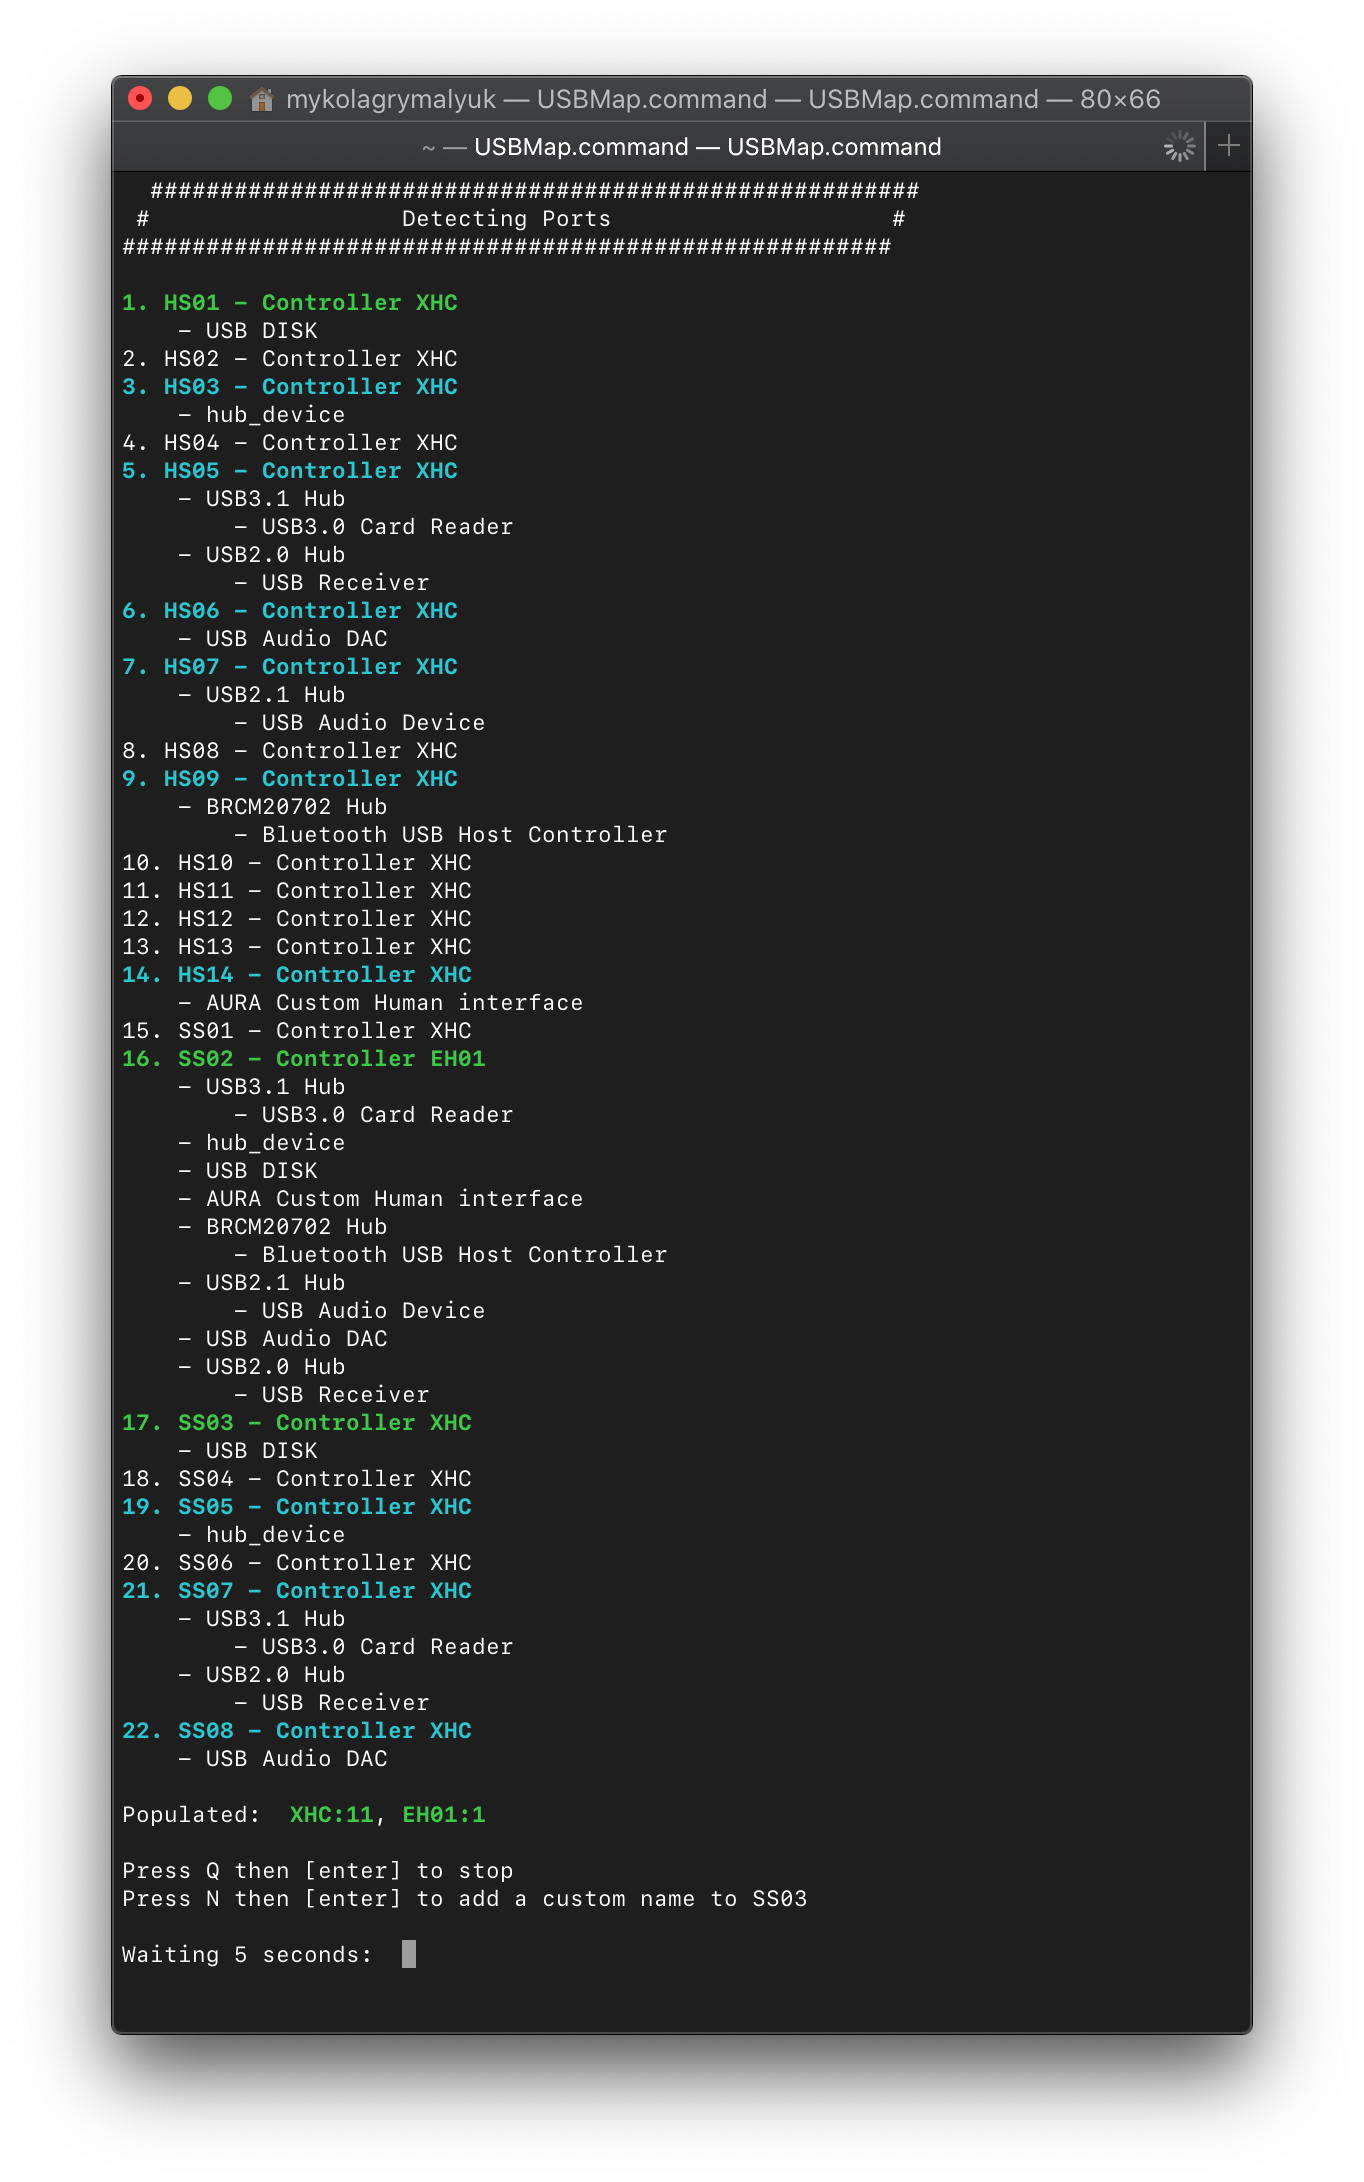 mykolagrymalyuk — USBMap.command — USBMap.command — 80×66
~ — USBMap.command — USBMap.command
#######################################################
# Detecting Ports #
#######################################################
1. HS01 - Controller XHC
- USB DISK
2. HS02 - Controller XHC
3. HS03 - Controller XHC
- hub_device
4. HS04 - Controller XHC
5. HS05 - Controller XHC
- USB3.1 Hub
- USB3.0 Card Reader
- USB2.0 Hub
- USB Receiver
6. HS06 - Controller XHC
- USB Audio DAC
7. HS07 - Controller XHC
- USB2.1 Hub
- USB Audio Device
8. HS08 - Controller XHC
9. HS09 - Controller XHC
- BRCM20702 Hub
- Bluetooth USB Host Controller
10. HS10 - Controller XHC
11. HS11 - Controller XHC
12. HS12 - Controller XHC
13. HS13 - Controller XHC
14. HS14 - Controller XHC
- AURA Custom Human interface
15. SS01 - Controller XHC
16. SS02 - Controller EH01
- USB3.1 Hub
- USB3.0 Card Reader
- hub_device
- USB DISK
- AURA Custom Human interface
- BRCM20702 Hub
- Bluetooth USB Host Controller
- USB2.1 Hub
- USB Audio Device
- USB Audio DAC
- USB2.0 Hub
- USB Receiver
17. SS03 - Controller XHC
- USB DISK
18. SS04 - Controller XHC
19. SS05 - Controller XHC
- hub_device
20. SS06 - Controller XHC
21. SS07 - Controller XHC
- USB3.1 Hub
- USB3.0 Card Reader
- USB2.0 Hub
- USB Receiver
22. SS08 - Controller XHC
- USB Audio DAC
Populated: XHC:11, EH01:1
Press Q then [enter] to stop
Press N then [enter] to add a custom name to SS03
Waiting 5 seconds: